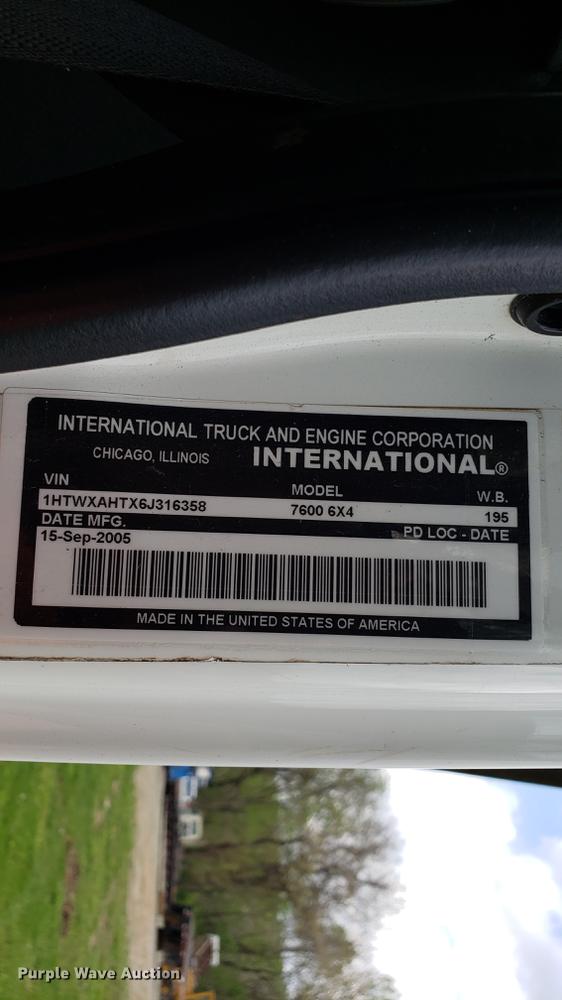 INTERNATIONAL TRUCK AND ENGINE CORPORATION
CHICAGO, ILLINOIS INTERNATIONAL®
VIN MODEL W.B.
1HTWXAHTX6J316358 7600 6X4 195
DATE MFG. PD LOC - DATE
15-Sep-2005
MADE IN THE UNITED STATES OF AMERICA
Purple Wave Auction